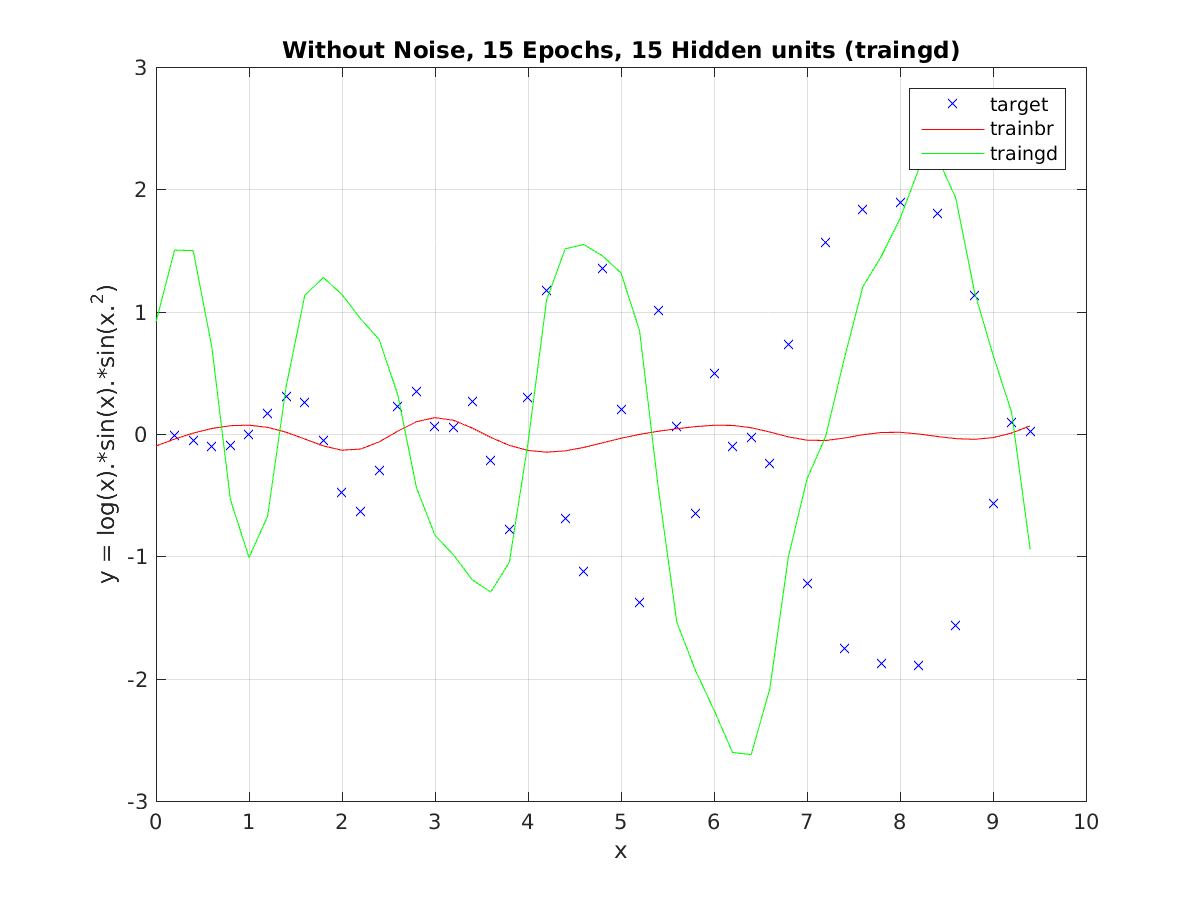 Without Noise, 15 Epochs, 15 Hidden units (traingd)
target
trainbr
traingd
y = log(x).*sin(x).*sin(x.²)
3
2
1
0
-1
-2
-3
0 1 2 3 4 5 6 7 8 9 10
x